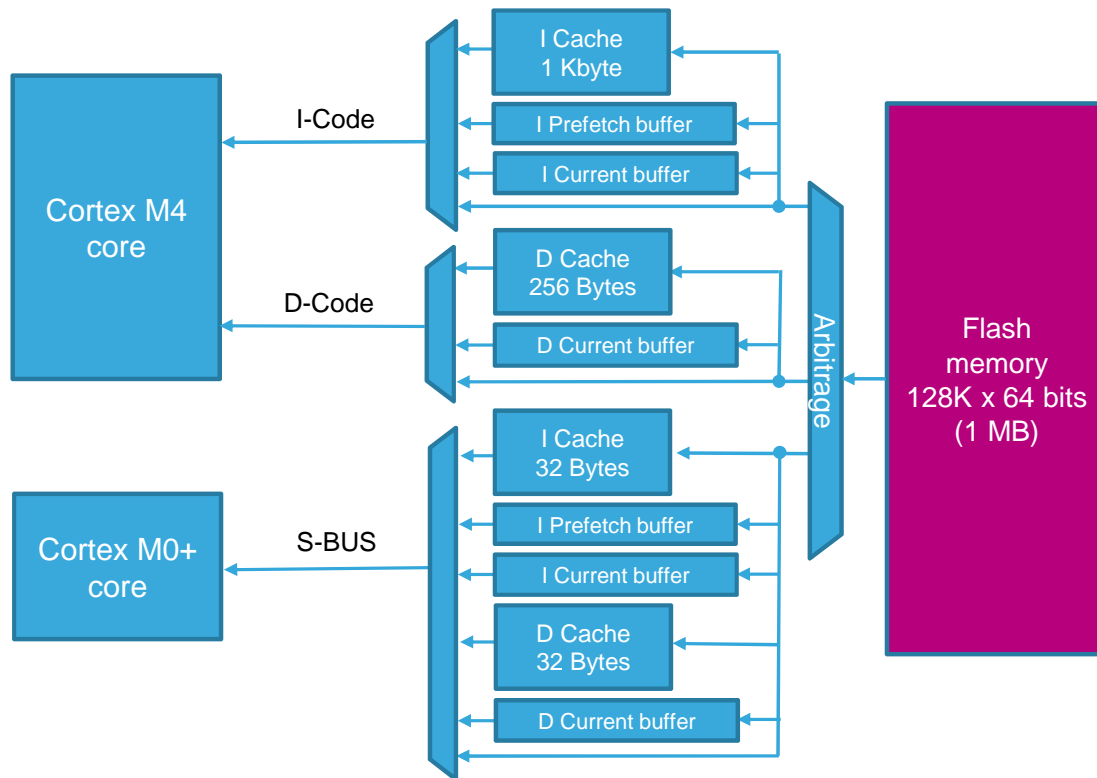 I Cache
1 Kbyte
I-Code
I Prefetch buffer
I Current buffer
Cortex M4
core
D Cache
256 Bytes
D-Code
D Current buffer
Arbitrage
Flash
memory
128K x 64 bits
(1 MB)
I Cache
32 Bytes
I Prefetch buffer
S-BUS
Cortex M0+
core
I Current buffer
D Cache
32 Bytes
D Current buffer